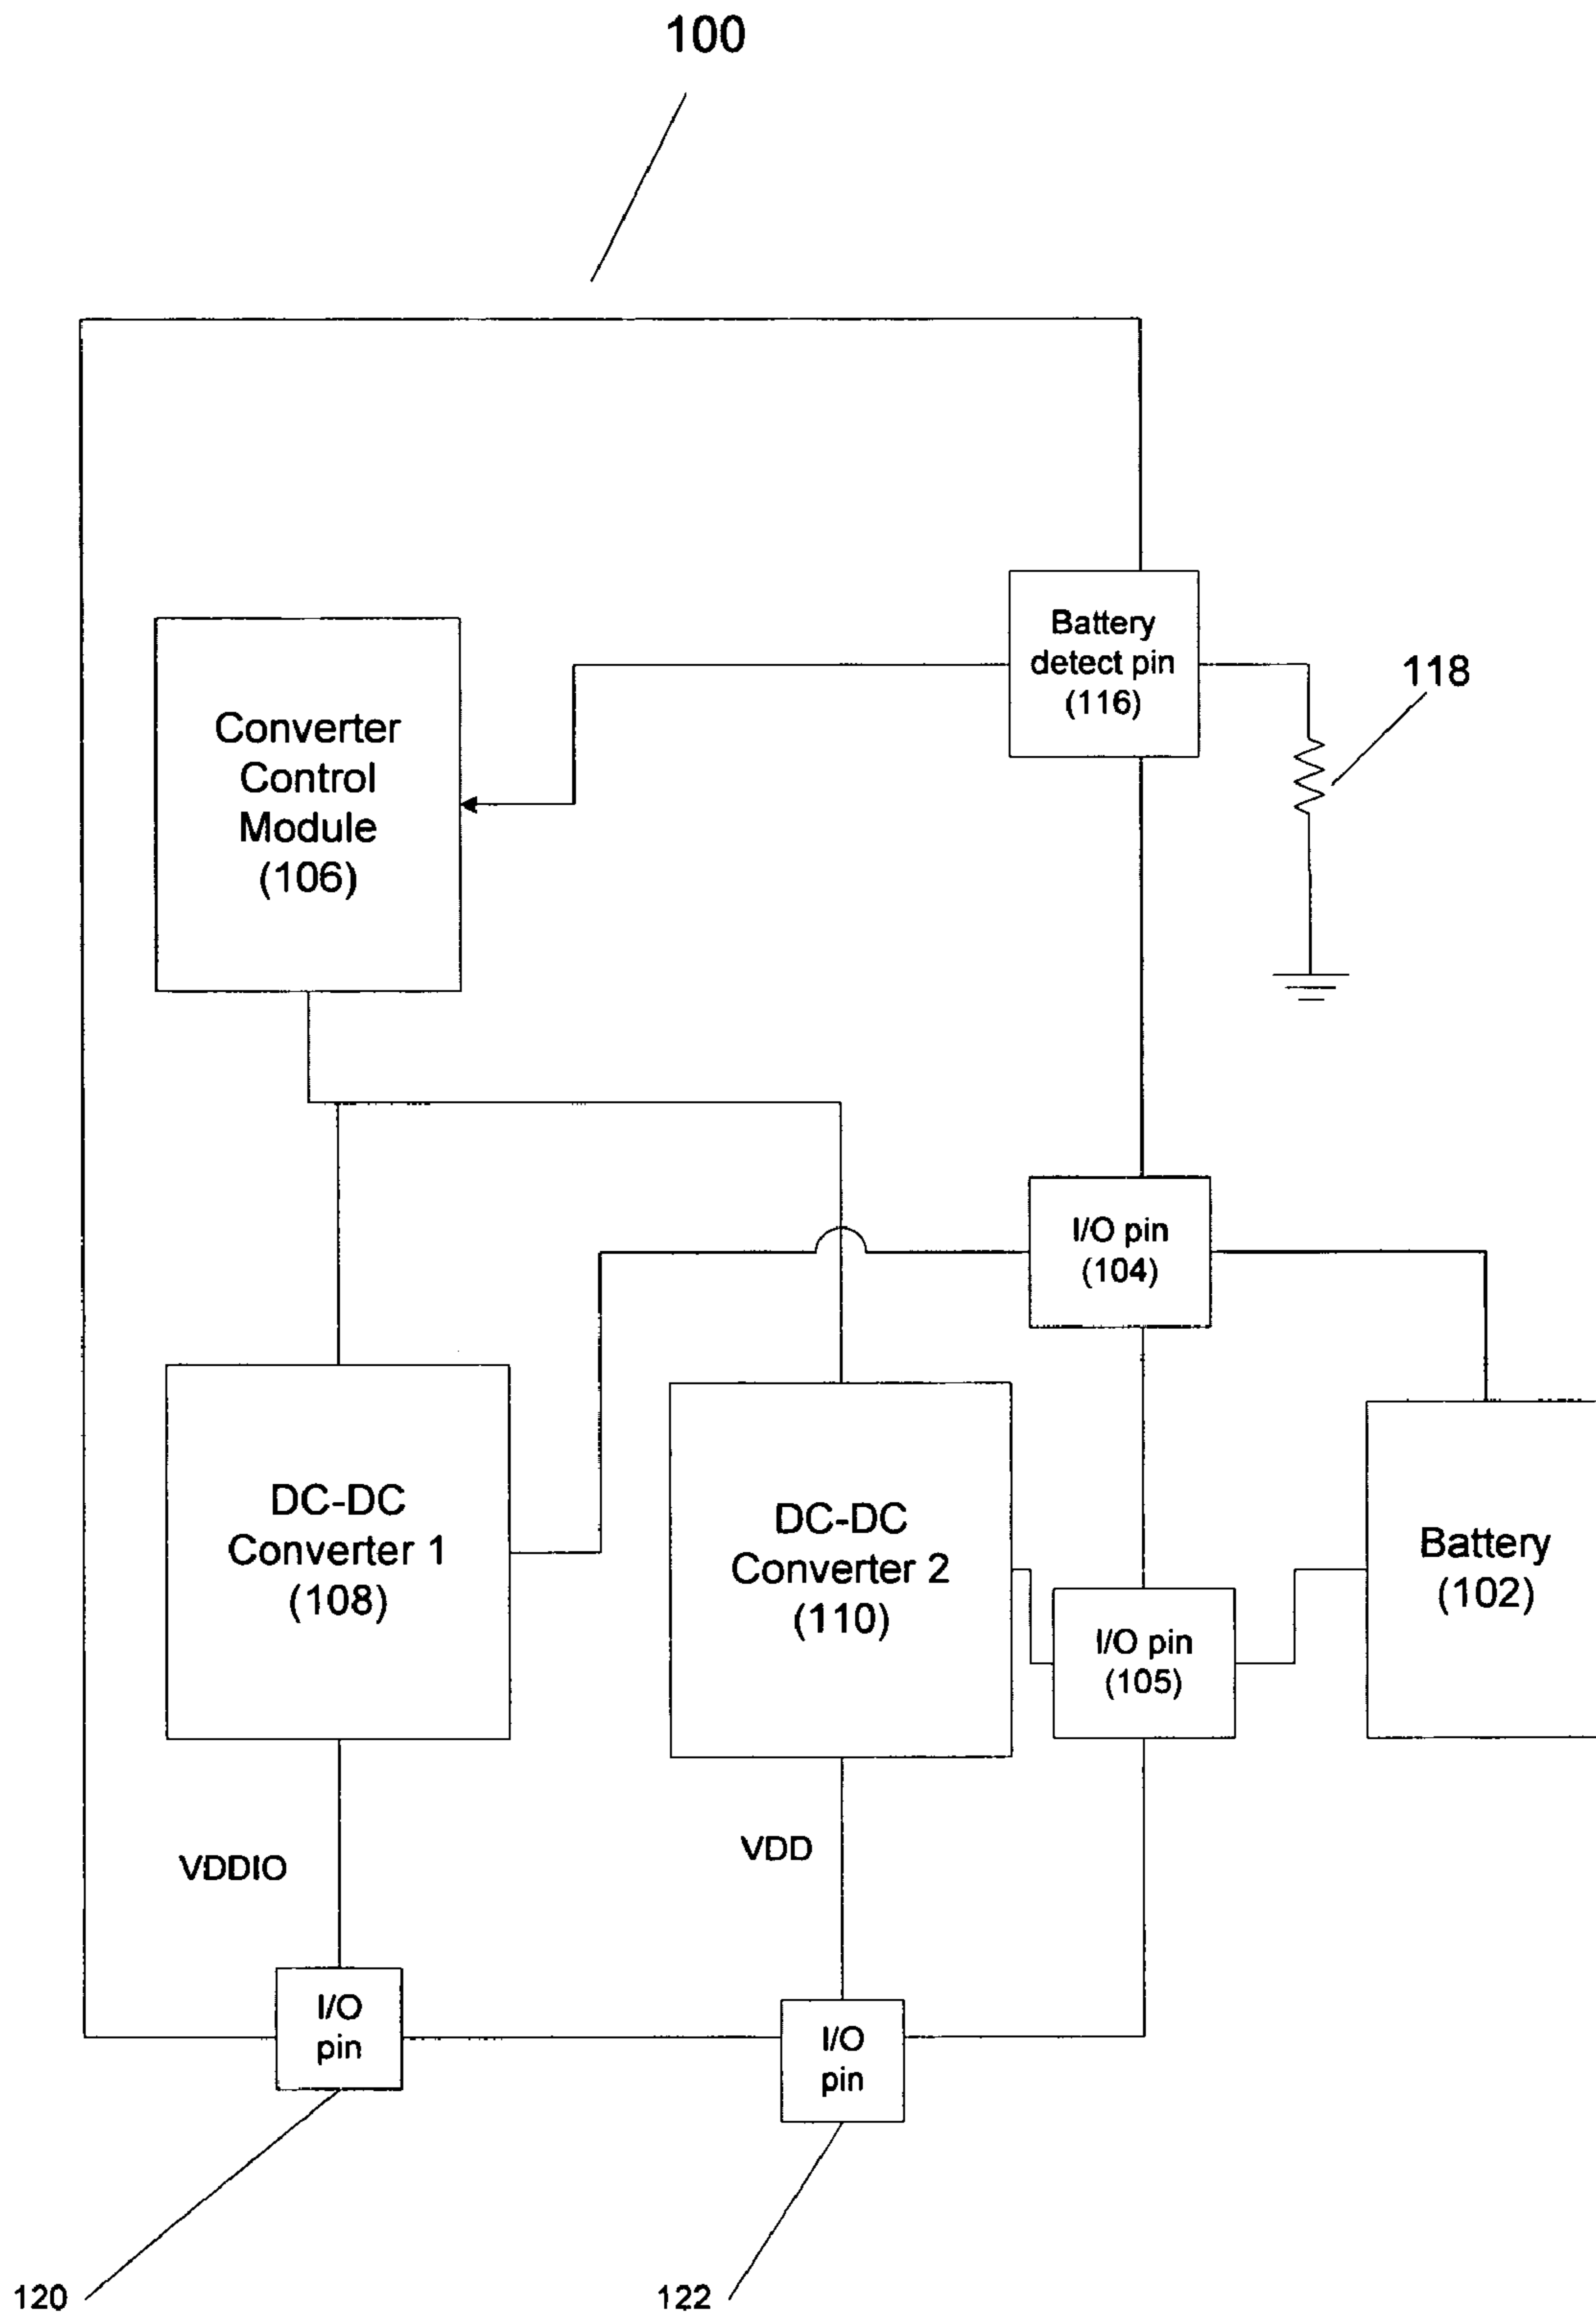 100
Battery
detect pin
(116)
118
Converter
Control
Module
(106)
I/O pin
(104)
DC-DC
Converter 1
(108)
DC-DC
Converter 2
(110)
Battery
(102)
I/O pin
(105)
VDDIO
VDD
I/O
pin
I/O
pin
120
122